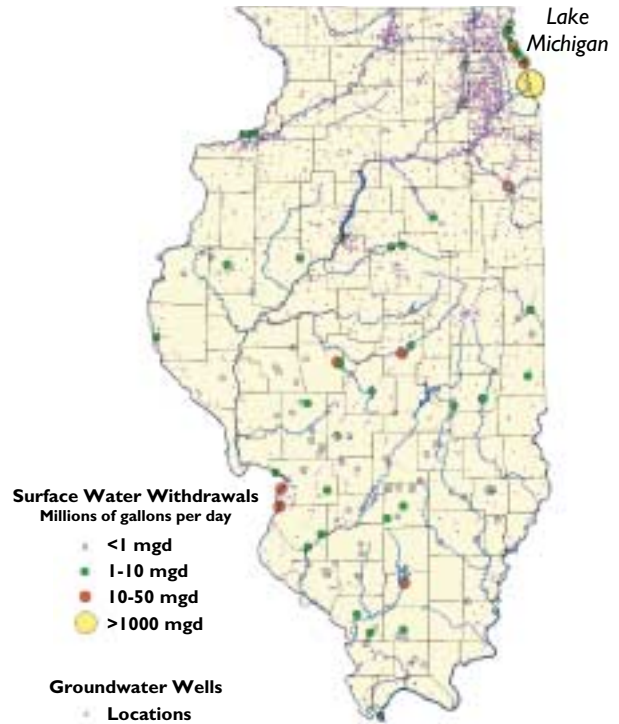 Lake
Michigan
Surface Water Withdrawals
Millions of gallons per day
<1 mgd
1-10 mgd
10-50 mgd
>1000 mgd
Groundwater Wells
Locations